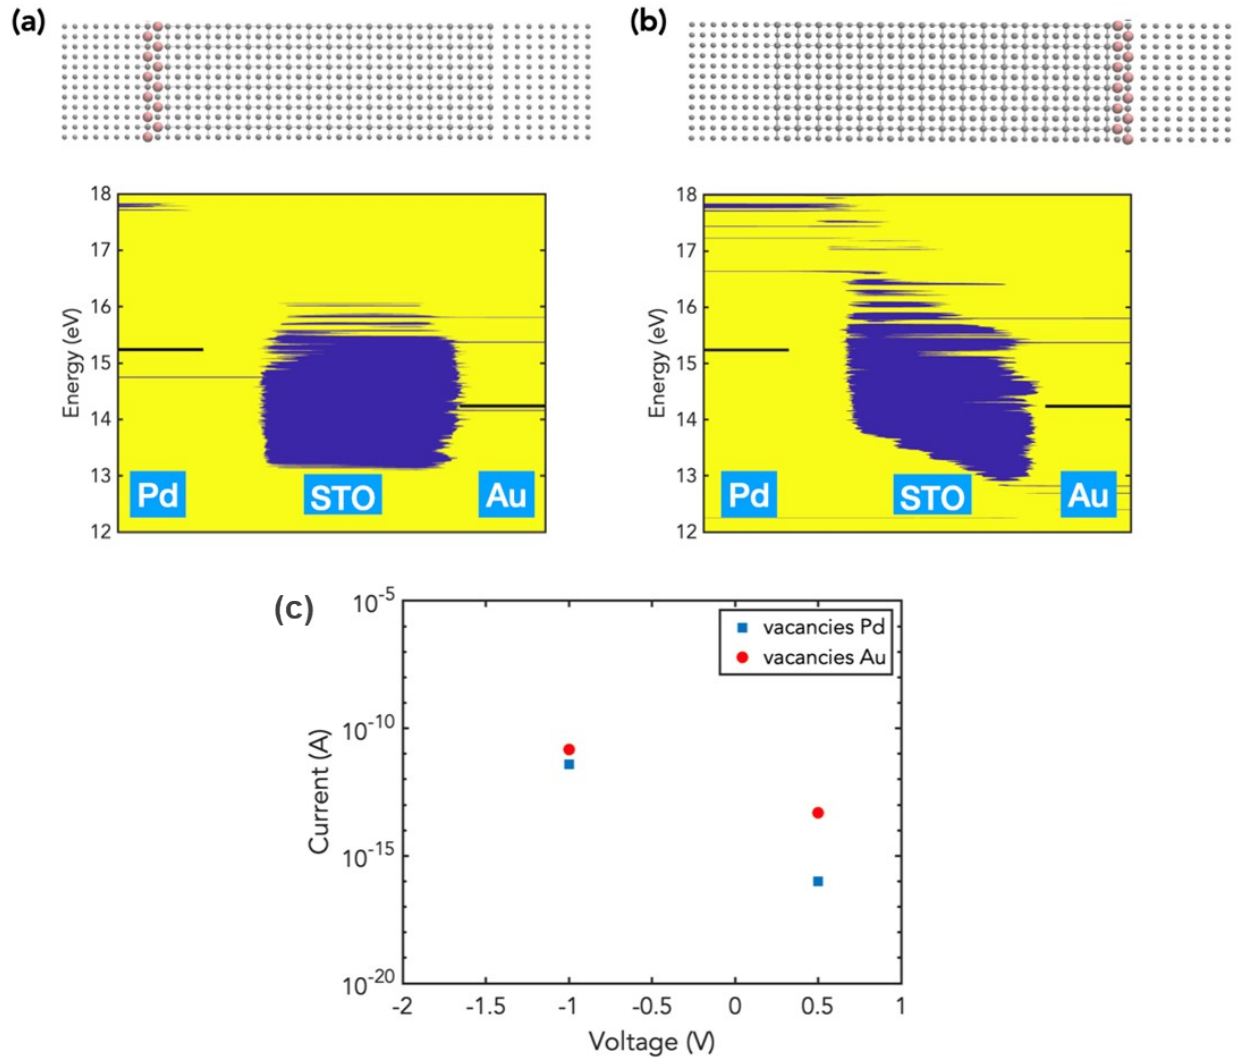 (a)
(b)
18
17
16
15
14
13
12
Energy (eV)
Pd
STO
Au
18
17
16
15
14
13
12
Energy (eV)
Pd
STO
Au
(c)
10-5
10-10
10-15
10-20
Current (A)
vacancies Pd
vacancies Au
-2 -1.5 -1 -0.5 0 0.5 1
Voltage (V)